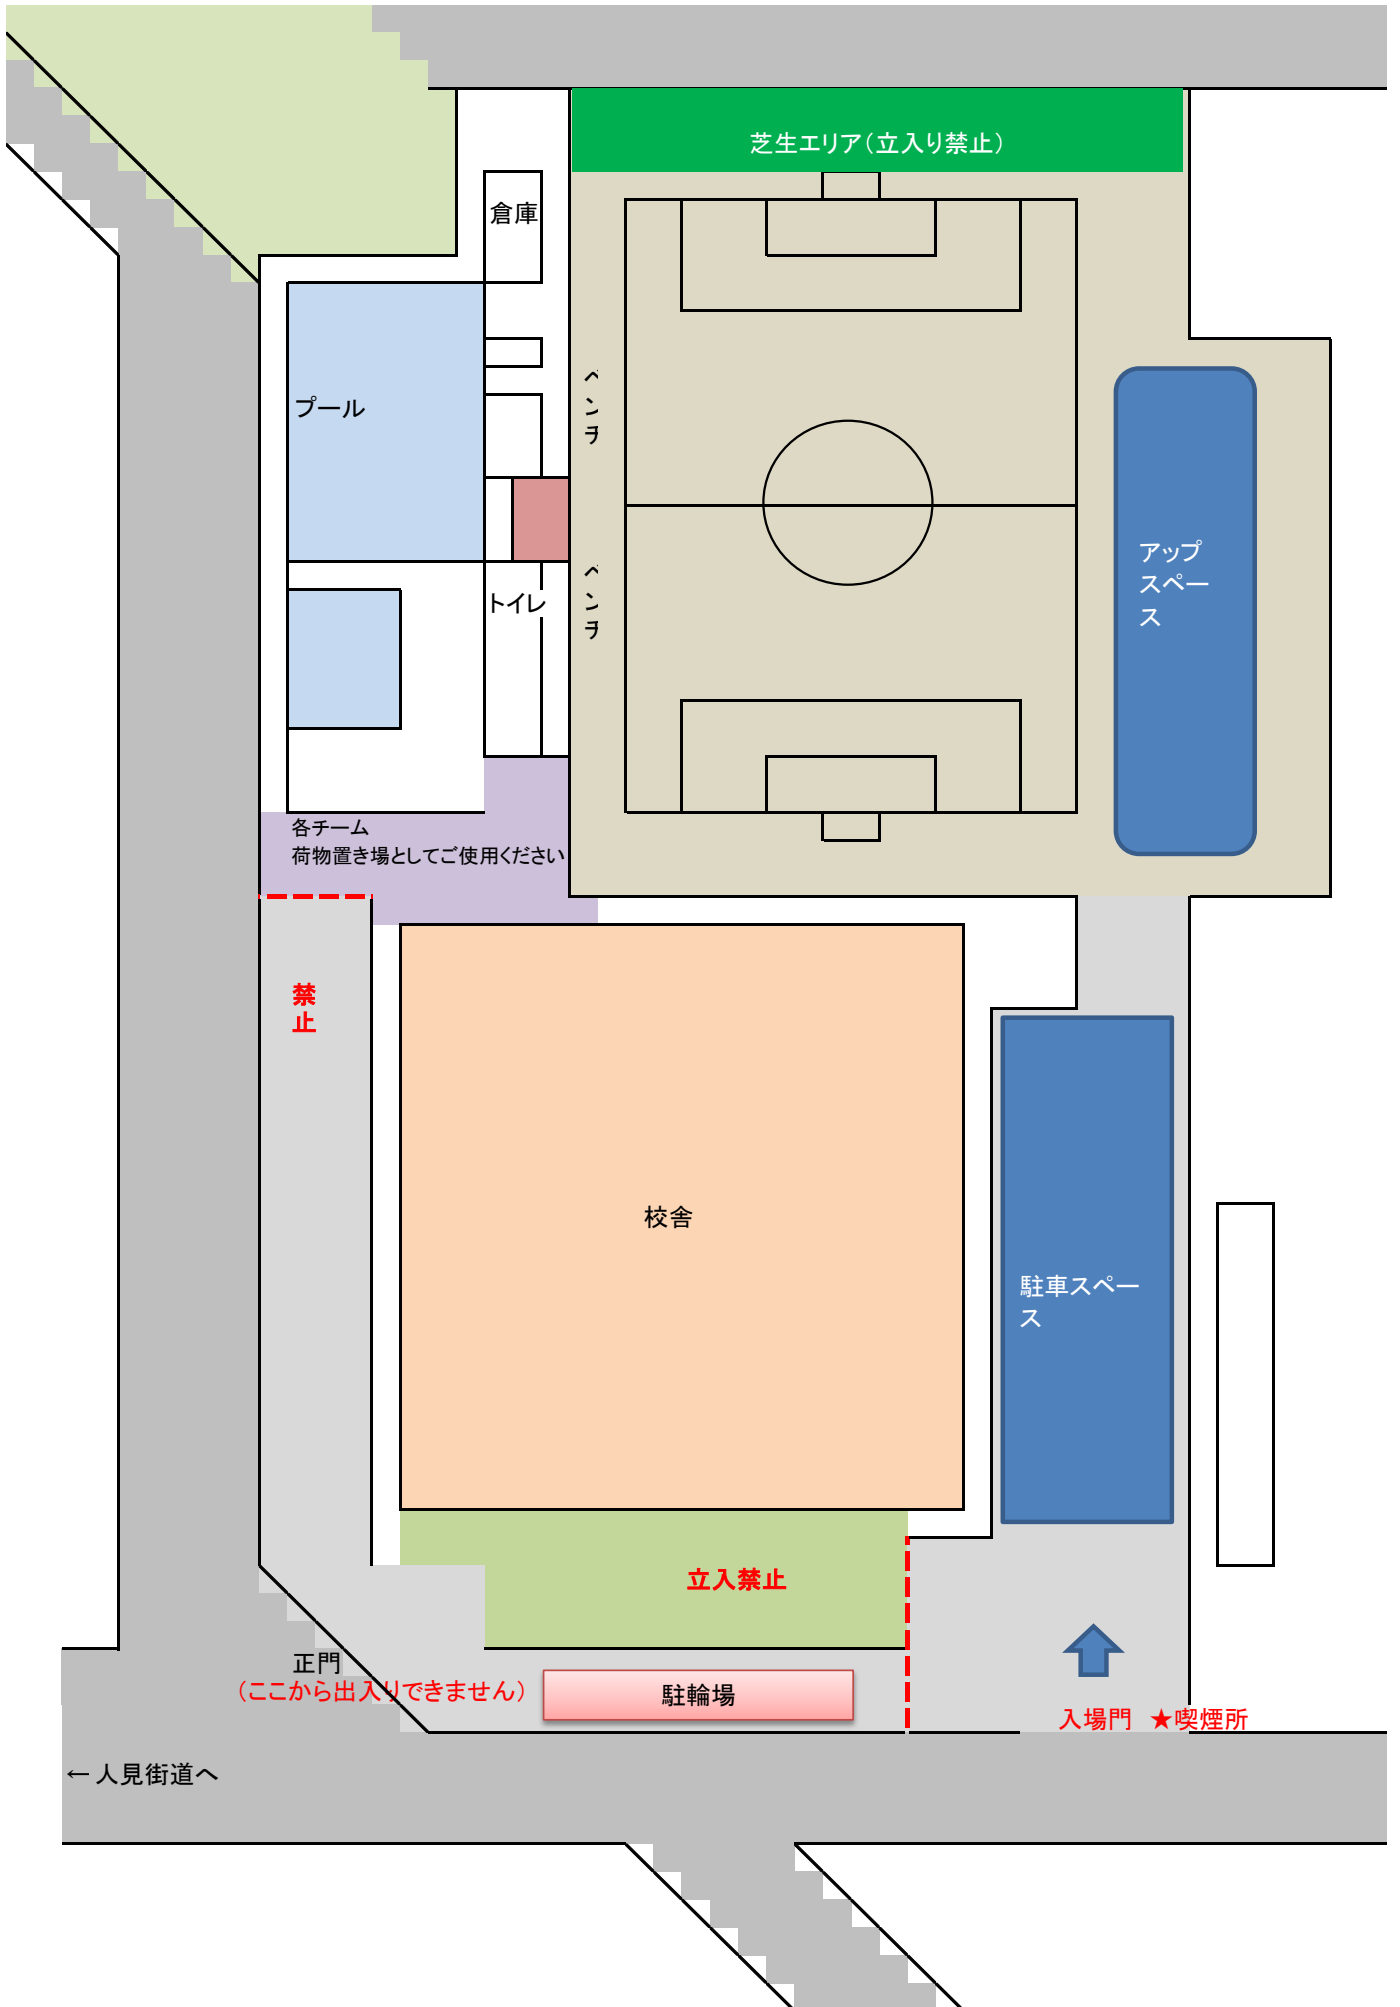 芝生エリア（立入り禁止）
倉庫
プール
ベンチ
アップ
スペー
ス
トイレ
ベンチ
各チーム
荷物置き場としてご使用ください
禁
止
校舎
駐車スペー
ス
立入禁止
正門
（ここから出入りできません）
駐輪場
入場門　★喫煙所
← 人見街道へ